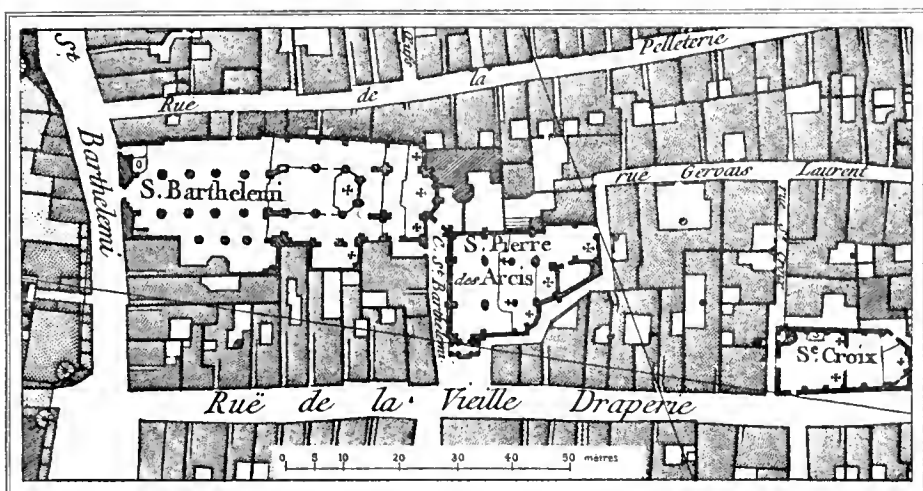 St Barthelemi
Rue de la Pelleterie
S. Barthelemi
rue Gervais Laurent
S. Pierre
des Arcis
C. St Barthelemi
Ste Croix
Ruë de la Vieille Draperie
0 5 10 20 30 40 50 mètres